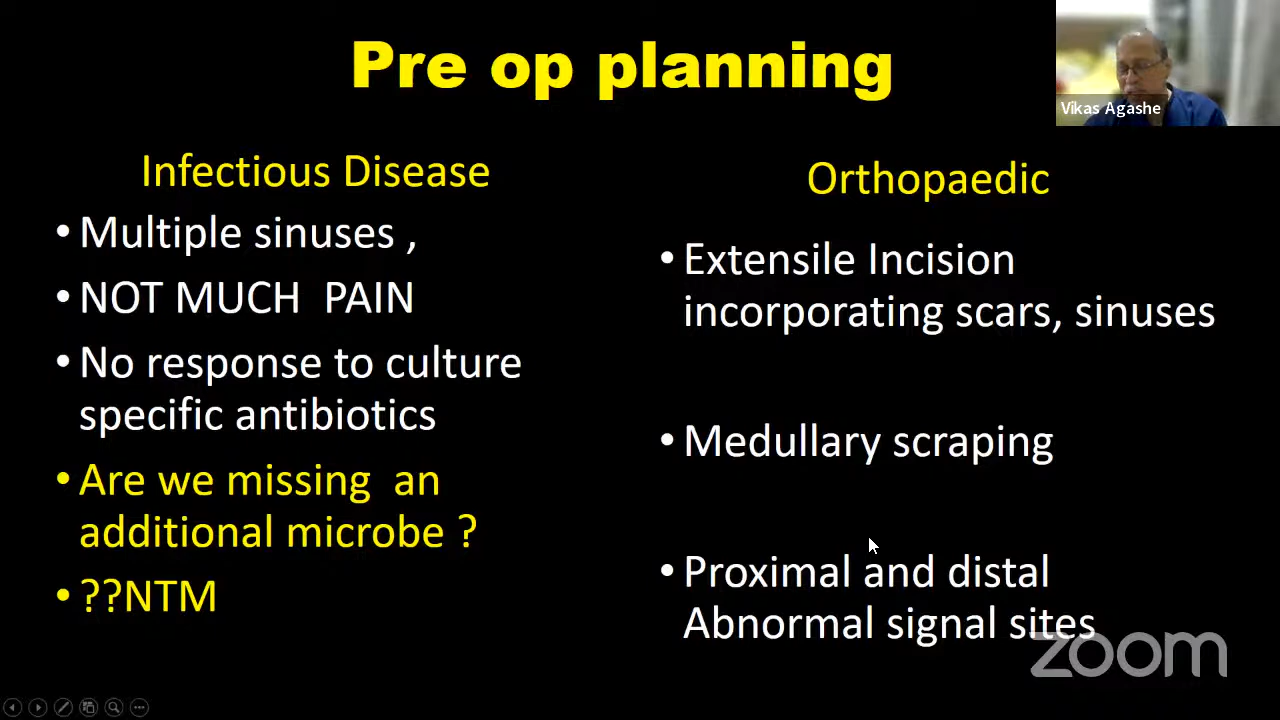 Pre op planning
Vikas Agashe
Infectious Disease
• Multiple sinuses ,
• NOT MUCH  PAIN
• No response to culture
specific antibiotics
• Are we missing  an
additional microbe ?
• ??NTM
Orthopaedic
• Extensile Incision
incorporating scars, sinuses
• Medullary scraping
• Proximal and distal
Abnormal signal sites
zoom